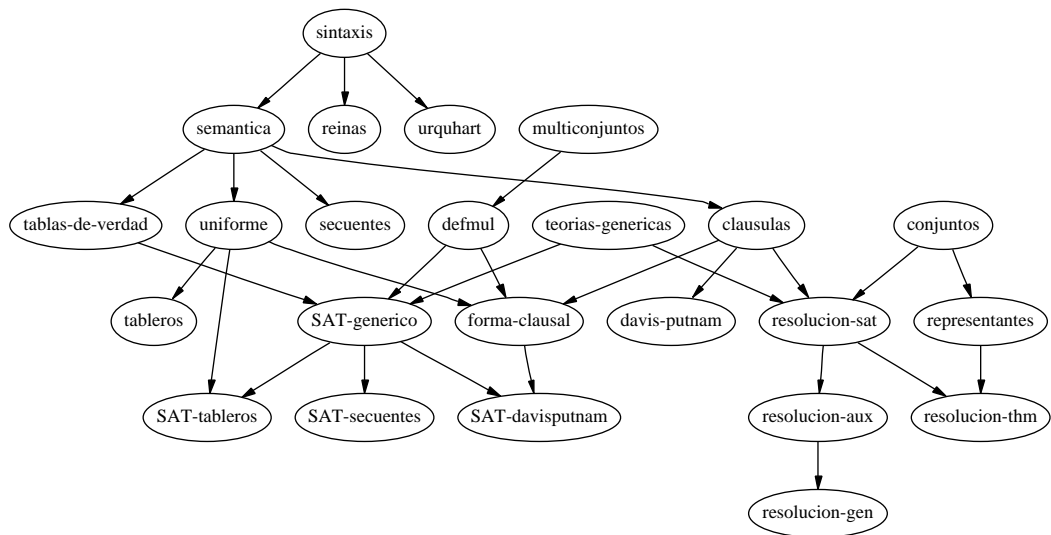 sintaxis
semantica
reinas
urquhart
multiconjuntos
tablas-de-verdad
uniforme
secuentes
defmul
teorias-genericas
clausulas
conjuntos
tableros
SAT-generico
forma-clausal
davis-putnam
resolucion-sat
representantes
SAT-tableros
SAT-secuentes
SAT-davisputnam
resolucion-aux
resolucion-thm
resolucion-gen